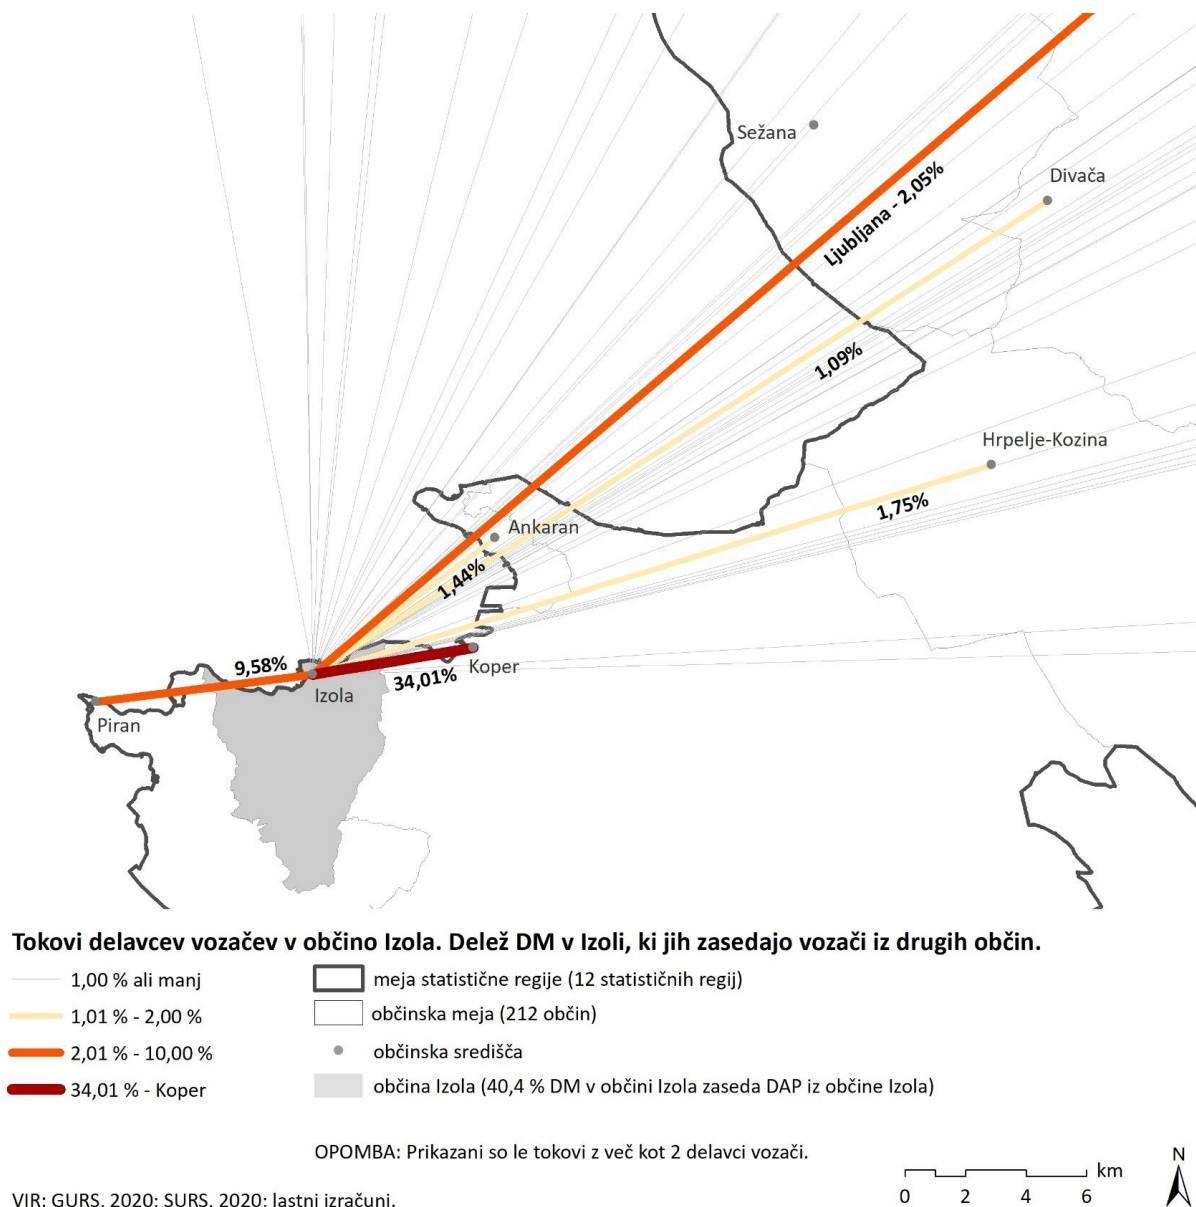 Sežana
Divača
Ljubljana - 2,05%
1,09%
Hrpelje-Kozina
1,75%
Ankaran
1,44%
9,58%
Koper
34,01%
Izola
Piran
Tokovi delavcev vozačev v občino Izola. Delež DM v Izoli, ki jih zasedajo vozači iz drugih občin.
1,00 % ali manj
1,01 % - 2,00 %
2,01 % - 10,00 %
34,01 % - Koper
meja statistične regije (12 statističnih regij)
občinska meja (212 občin)
občinska središča
občina Izola (40,4 % DM v občini Izola zaseda DAP iz občine Izola)
OPOMBA: Prikazani so le tokovi z več kot 2 delavci vozači.
VIR: GURS, 2020; SURS, 2020; lastni izračuni.
km
0 2 4 6
N